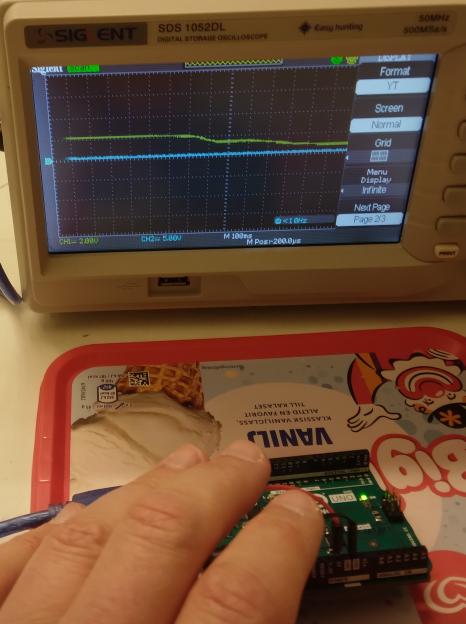 SIGLENT
SDS 1052DL
DIGITAL STORAGE OSCILLOSCOPE
Easy hunting
50MHz
500MSa/s
Siglent
DISPLAY
Format
YT
Screen
Normal
Grid
Menu
Display
Infinite
Next Page
Page 2/3
<10Hz
CH1= 2.00V
CH2= 5.00V
M 100ms
M Pos:-200.0µs
PRINT
KLASSISK VANILJGLASS.
ALLTID EN FAVORIT
TILL KALASET
VANILJ
Big
UNO